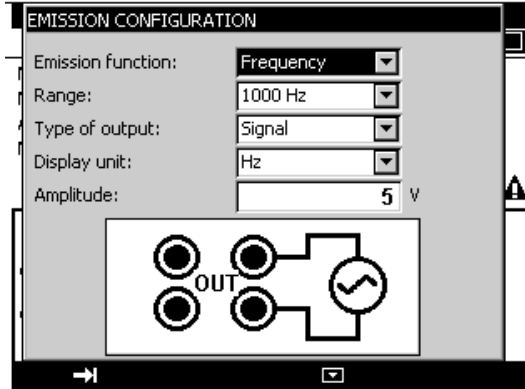 EMISSION CONFIGURATION
Emission function: Frequency
Range: 1000 Hz
Type of output: Signal
Display unit: Hz
Amplitude: 5 V
OUT